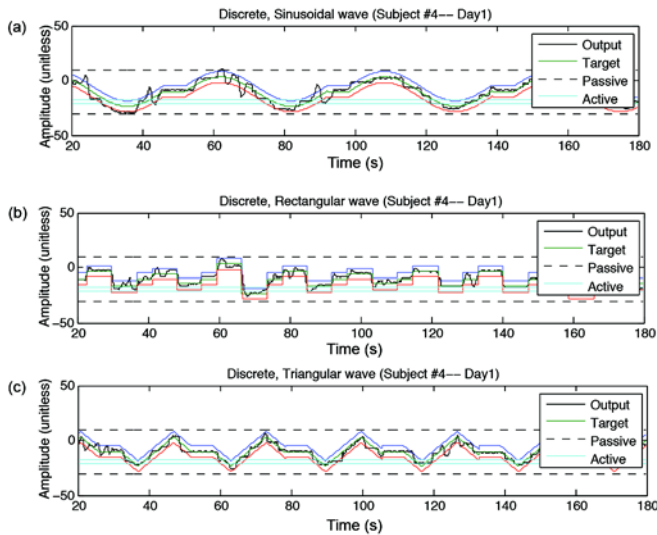 (a)
Discrete, Sinusoidal wave (Subject #4-- Day1)
Amplitude (unitless)
50
0
-50
Output
Target
Passive
Active
20 40 60 80 100 120 140 160 180
Time (s)
(b)
Discrete, Rectangular wave (Subject #4-- Day1)
Amplitude (unitless)
50
0
-50
Output
Target
Passive
Active
20 40 60 80 100 120 140 160 180
Time (s)
(c)
Discrete, Triangular wave (Subject #4-- Day1)
Amplitude (unitless)
50
0
-50
Output
Target
Passive
Active
20 40 60 80 100 120 140 160 180
Time (s)